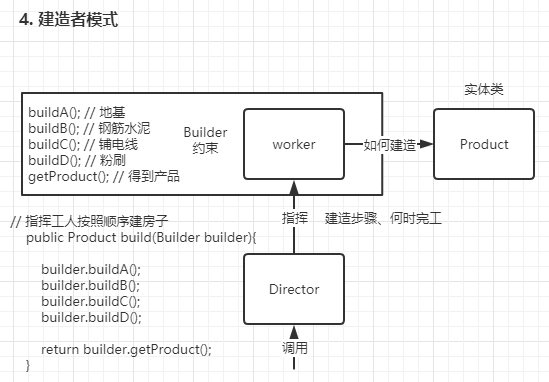 4. 建造者模式
实体类
buildA(); // 地基
buildB(); // 钢筋水泥
buildC(); // 铺电线
buildD(); // 粉刷
getProduct(); // 得到产品
Builder
约束
worker
如何建造
Product
// 指挥工人按照顺序建房子
public Product build(Builder builder){
builder.buildA();
builder.buildB();
builder.buildC();
builder.buildD();
return builder.getProduct();
}
指挥
建造步骤、何时完工
Director
调用